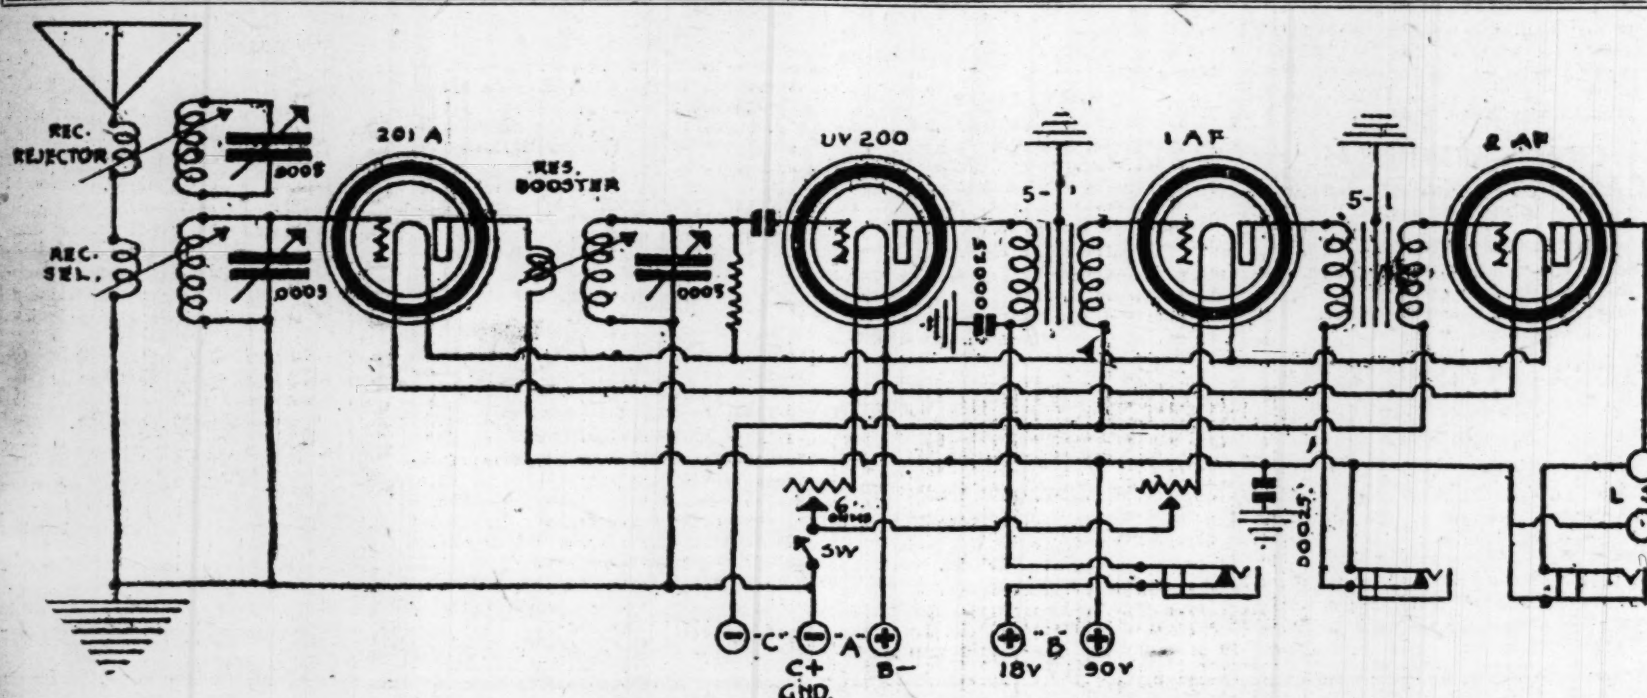 REC.
REJECTOR
.0005
201A
RES.
BOOSTER
UV 200
5-1
1 AF
5-1
2 AF
REC.
SEL.
.0005
.0005
.00025
6
OHMS
SW
.00025
L
- "C" - "A" +
C+
GND.
B-
+ "B" +
18V
90V